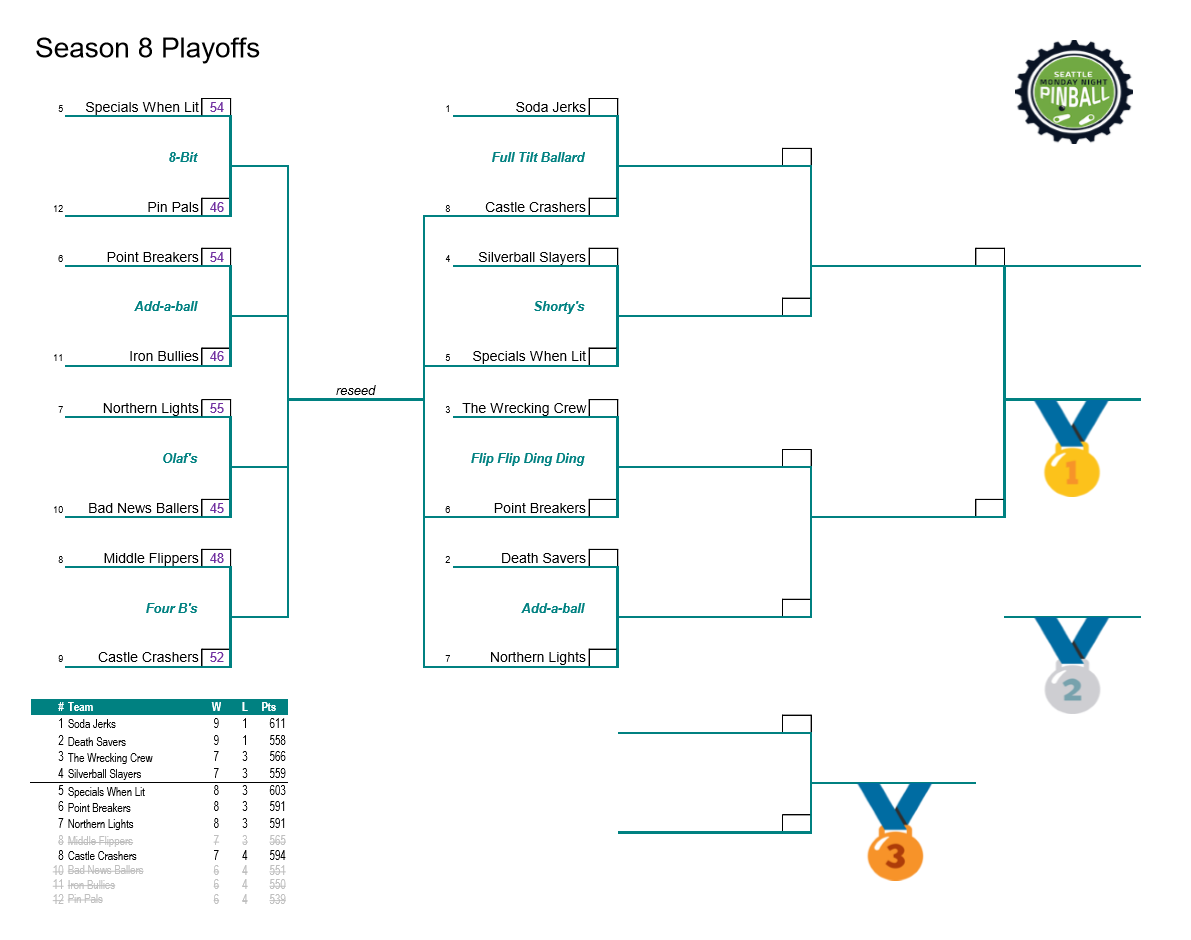 Season 8 Playoffs
SEATTLE
MONDAY NIGHT
PINBALL
5 Specials When Lit 54
8-Bit
12 Pin Pals 46
6 Point Breakers 54
Add-a-ball
11 Iron Bullies 46
7 Northern Lights 55
Olaf's
10 Bad News Ballers 45
8 Middle Flippers 48
Four B's
9 Castle Crashers 52
reseed
1 Soda Jerks
Full Tilt Ballard
8 Castle Crashers
4 Silverball Slayers
Shorty's
5 Specials When Lit
3 The Wrecking Crew
Flip Flip Ding Ding
6 Point Breakers
2 Death Savers
Add-a-ball
7 Northern Lights
1
2
3
# Team W L Pts
1 Soda Jerks 9 1 611
2 Death Savers 9 1 558
3 The Wrecking Crew 7 3 566
4 Silverball Slayers 7 3 559
5 Specials When Lit 8 3 603
6 Point Breakers 8 3 591
7 Northern Lights 8 3 591
8 Middle Flippers 7 3 565
8 Castle Crashers 7 4 594
10 Bad News Ballers 6 4 551
11 Iron Bullies 6 4 550
12 Pin Pals 6 4 539